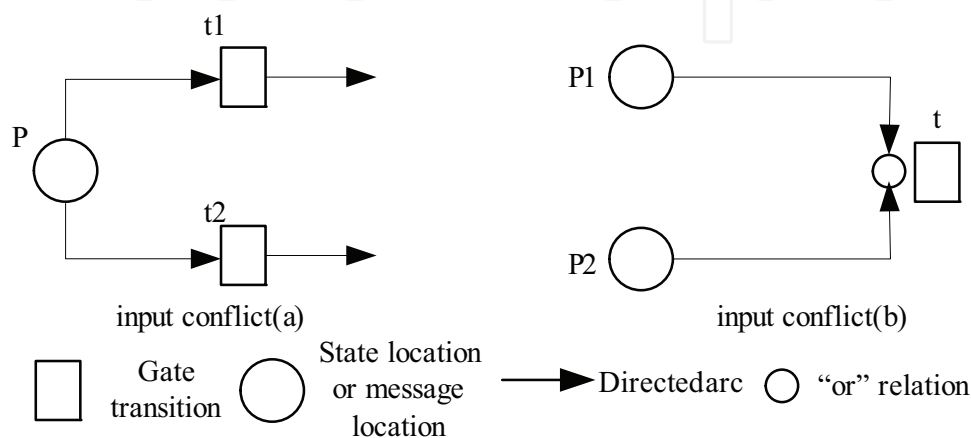 t1
P
t2
input conflict(a)
P1
t
P2
input conflict(b)
Gate
transition
State location
or message
location
Directedarc
“or” relation